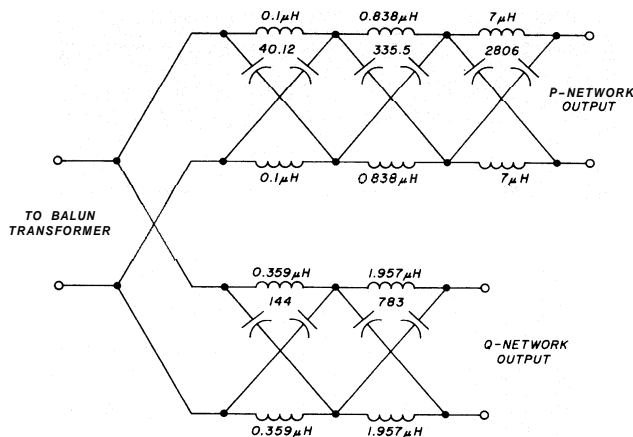 0.1µH
0.838µH
7µH
40.12
335.5
2806
P-NETWORK
OUTPUT
0.1µH
0.838µH
7µH
TO BALUN
TRANSFORMER
0.359µH
1.957µH
144
783
Q-NETWORK
OUTPUT
0.359µH
1.957µH